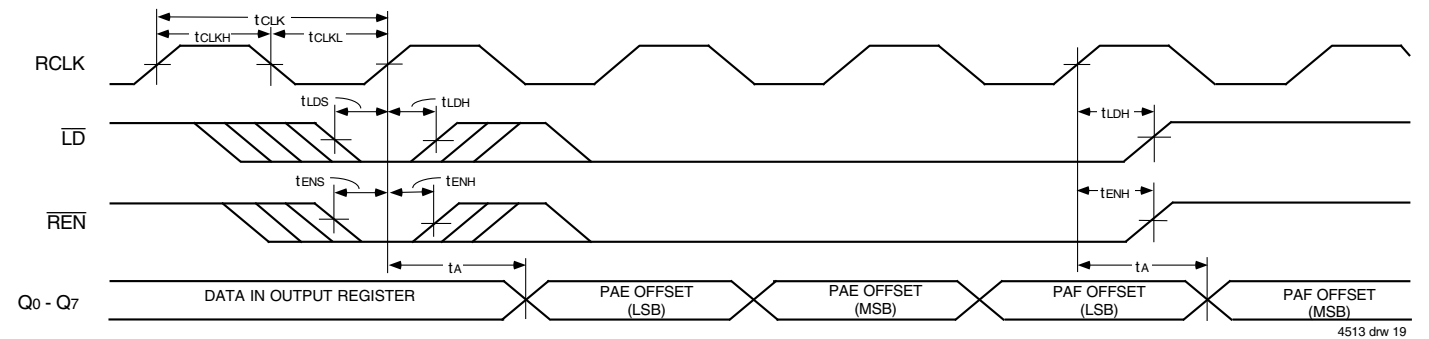 tCLK
tCLKH
tCLKL
RCLK
tLDS
tLDH
tLDH
LD
tENS
tENH
tENH
REN
tA
tA
Q0 - Q7
DATA IN OUTPUT REGISTER
PAE OFFSET
(LSB)
PAE OFFSET
(MSB)
PAF OFFSET
(LSB)
PAF OFFSET
(MSB)
4513 drw 19